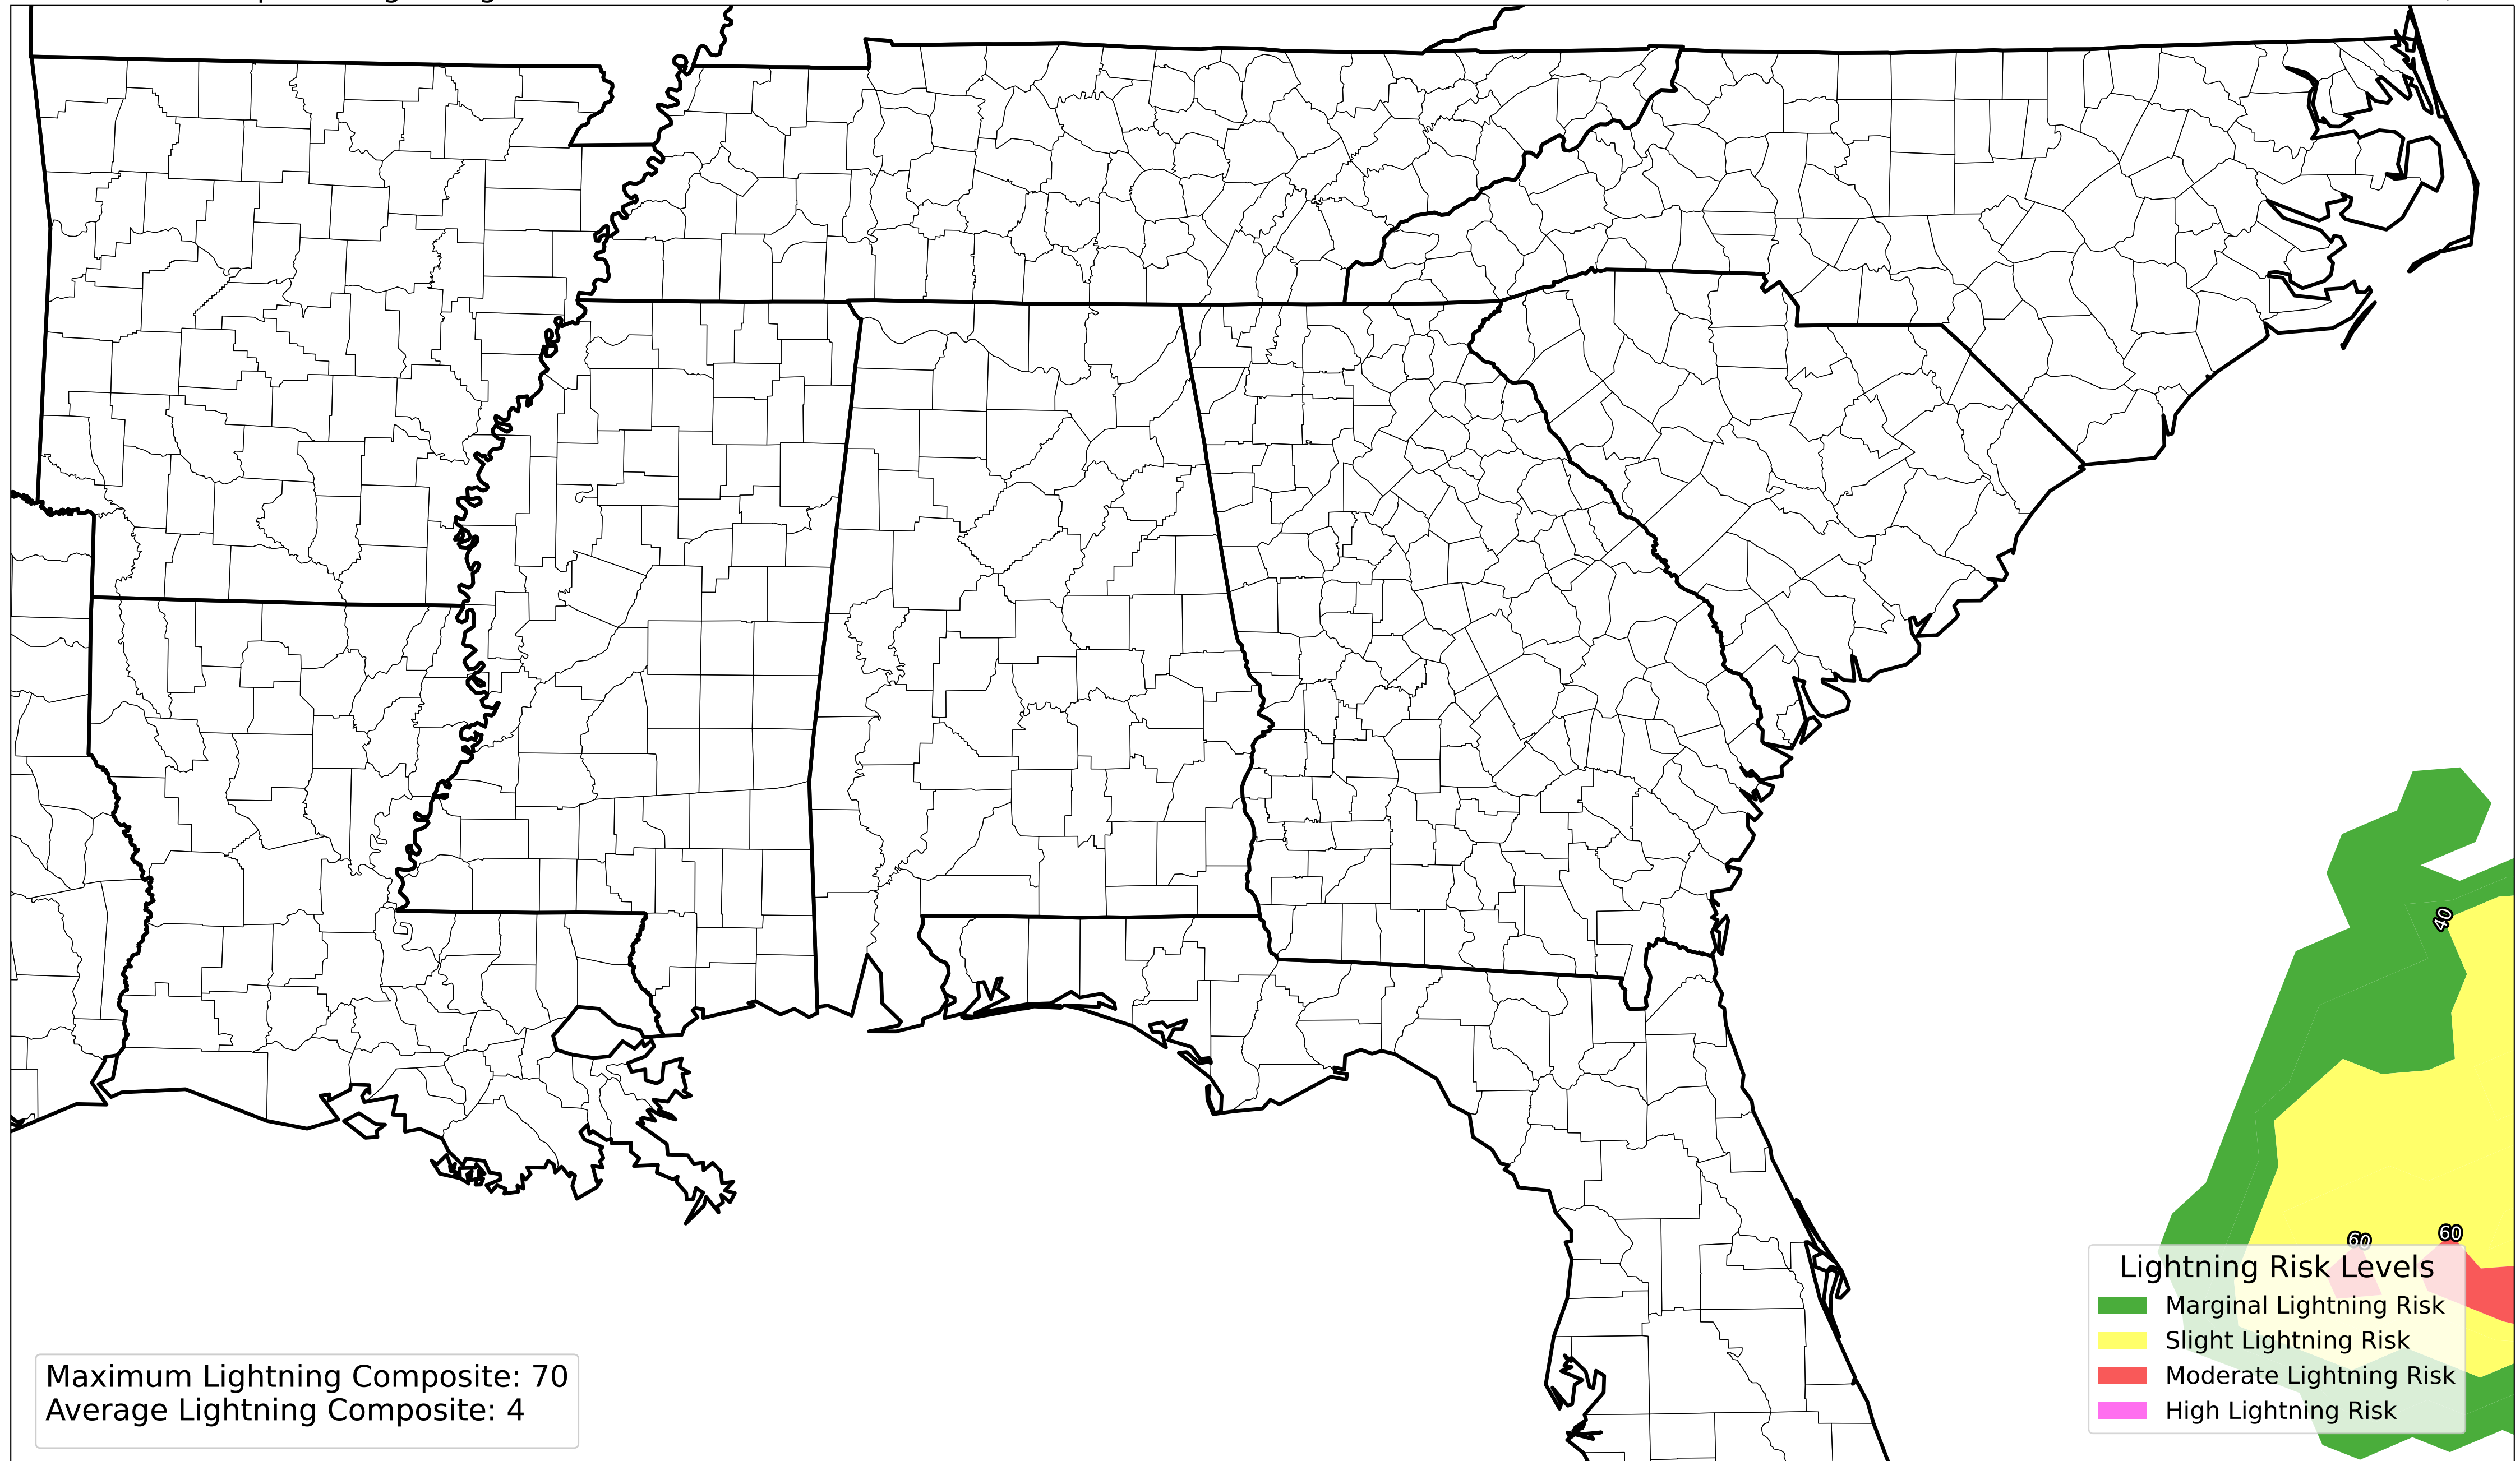 40
60
60
Lightning Risk Levels
Marginal Lightning Risk
Slight Lightning Risk
Moderate Lightning Risk
High Lightning Risk
Maximum Lightning Composite: 70
Average Lightning Composite: 4